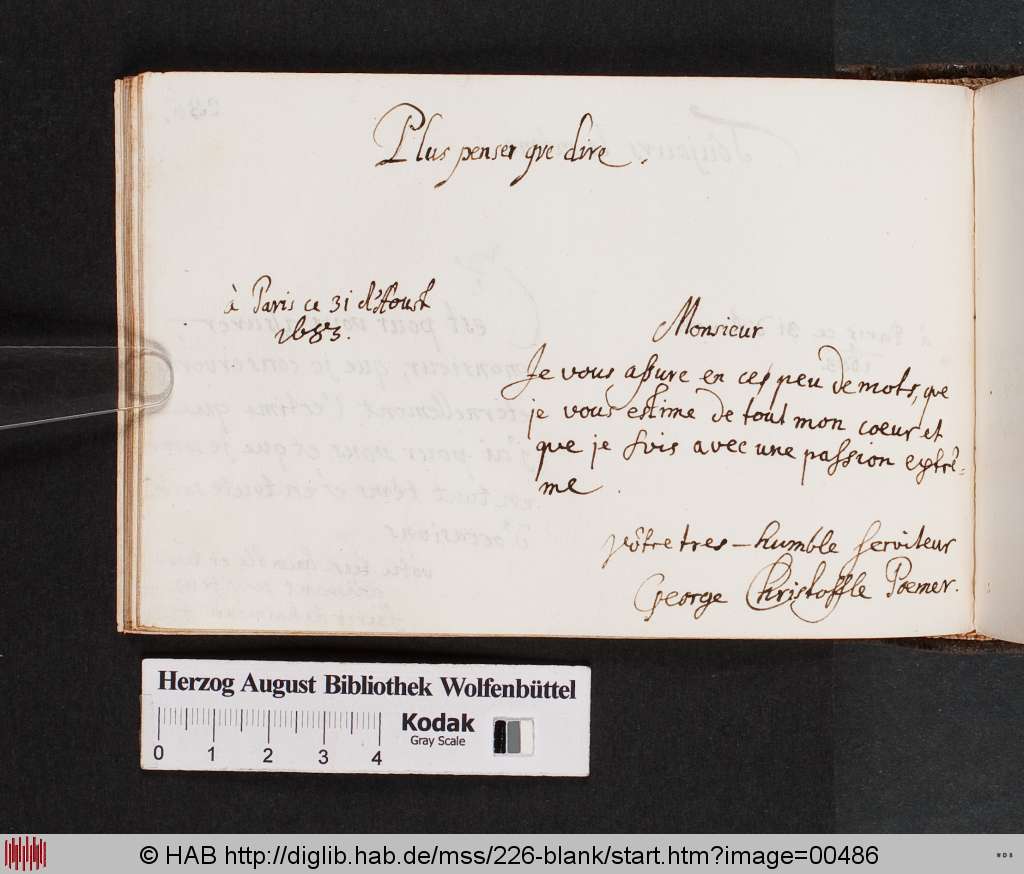 Plus penser que dire.
à Paris ce 31 d'Aoust
1683.
Monsieur
Je vous assure en ces peu de mots, que
je vous estime de tout mon coeur et
que je suis avec une passion extrê-
me.
vôtre tres-humble serviteur
George Christoffle Poemer.
Herzog August Bibliothek Wolfenbüttel
0 1 2 3 4
Kodak
Gray Scale
© HAB http://diglib.hab.de/mss/226-blank/start.htm?image=00486